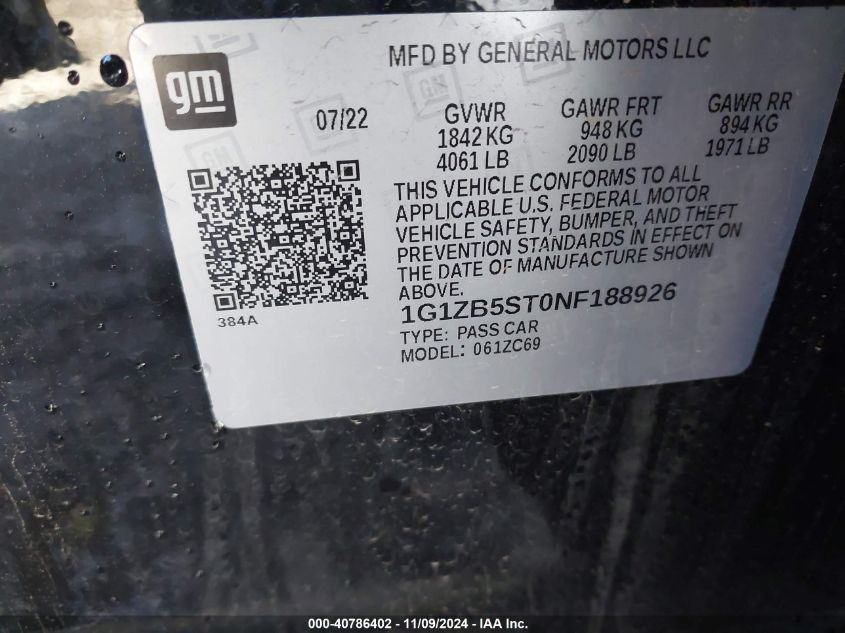 gm
MFD BY GENERAL MOTORS LLC
07/22
GVWR GAWR FRT GAWR RR
1842 KG 948 KG 894 KG
4061 LB 2090 LB 1971 LB
THIS VEHICLE CONFORMS TO ALL
APPLICABLE U.S. FEDERAL MOTOR
VEHICLE SAFETY, BUMPER, AND THEFT
PREVENTION STANDARDS IN EFFECT ON
THE DATE OF MANUFACTURE SHOWN
ABOVE.
384A
1G1ZB5ST0NF188926
TYPE: PASS CAR
MODEL: 061ZC69
000-40786402 - 11/09/2024 - IAA Inc.